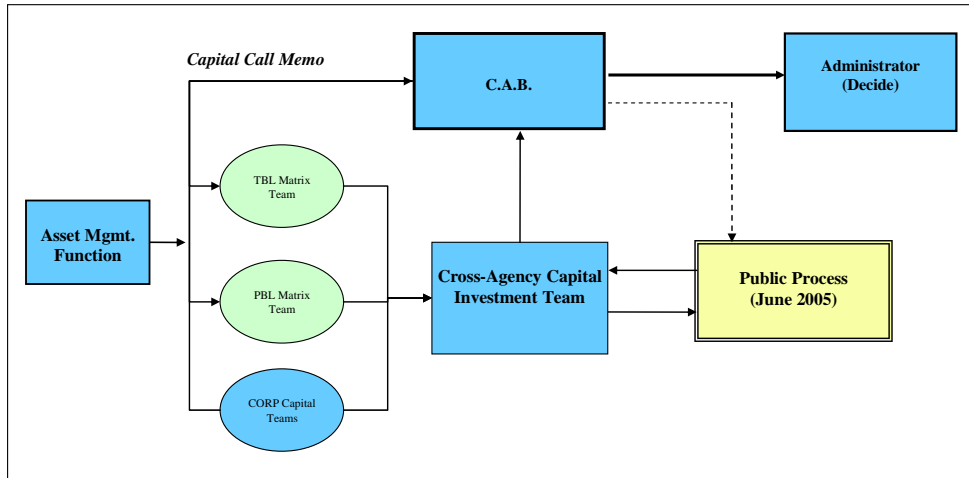 Capital Call Memo
C.A.B.
Administrator
(Decide)
TBL Matrix
Team
Asset Mgmt.
Function
PBL Matrix
Team
Cross-Agency Capital
Investment Team
Public Process
(June 2005)
CORP Capital
Teams